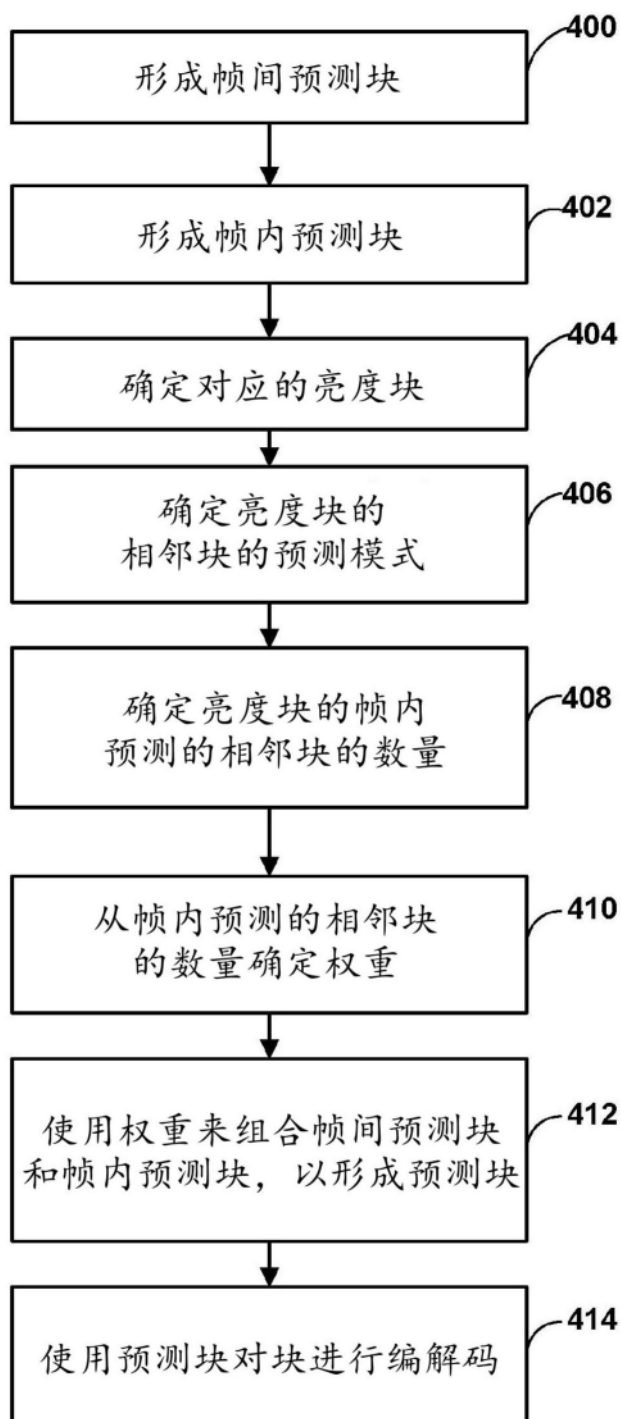 400
形成帧间预测块
402
形成帧内预测块
404
确定对应的亮度块
406
确定亮度块的
相邻块的预测模式
408
确定亮度块的帧内
预测的相邻块的数量
410
从帧内预测的相邻块
的数量确定权重
412
使用权重来组合帧间预测块
和帧内预测块，以形成预测块
414
使用预测块对块进行编解码